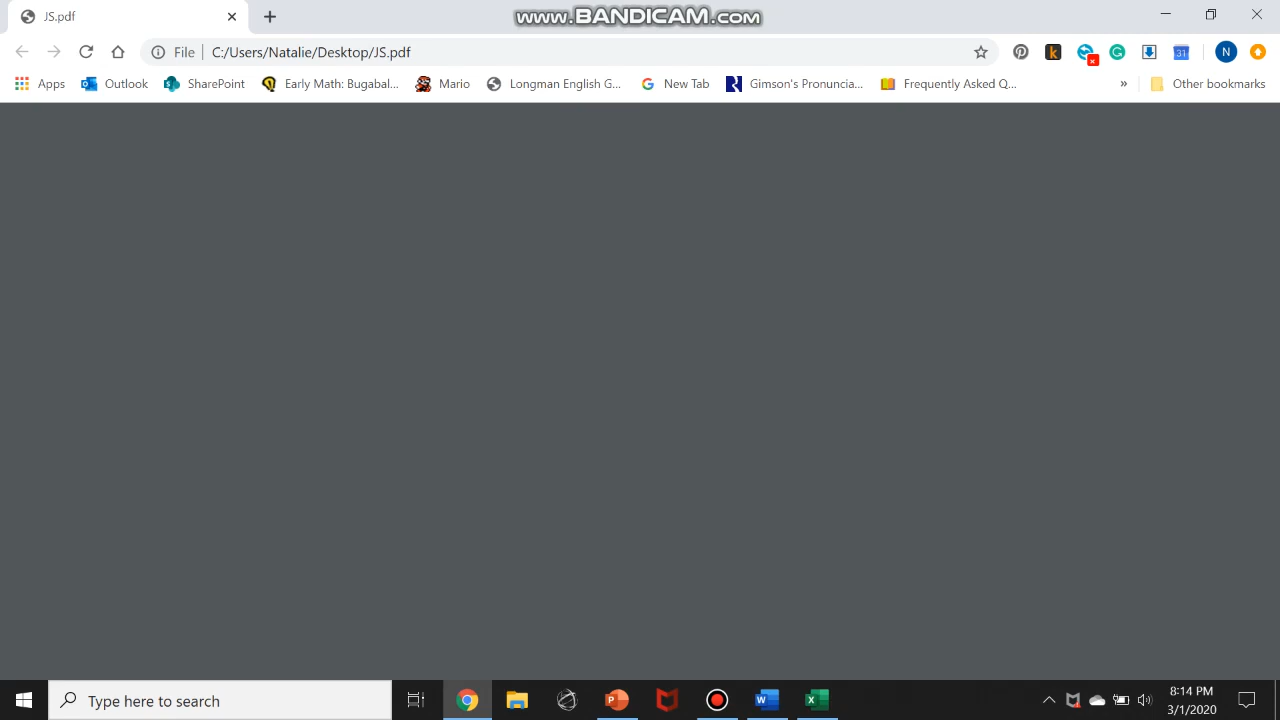 JS.pdf
www.BANDICAM.com
File C:/Users/Natalie/Desktop/JS.pdf
31
N
Apps Outlook SharePoint Early Math: Bugabal... Mario Longman English G... New Tab Gimson's Pronuncia... Frequently Asked Q... » Other bookmarks
Type here to search
8:14 PM
3/1/2020